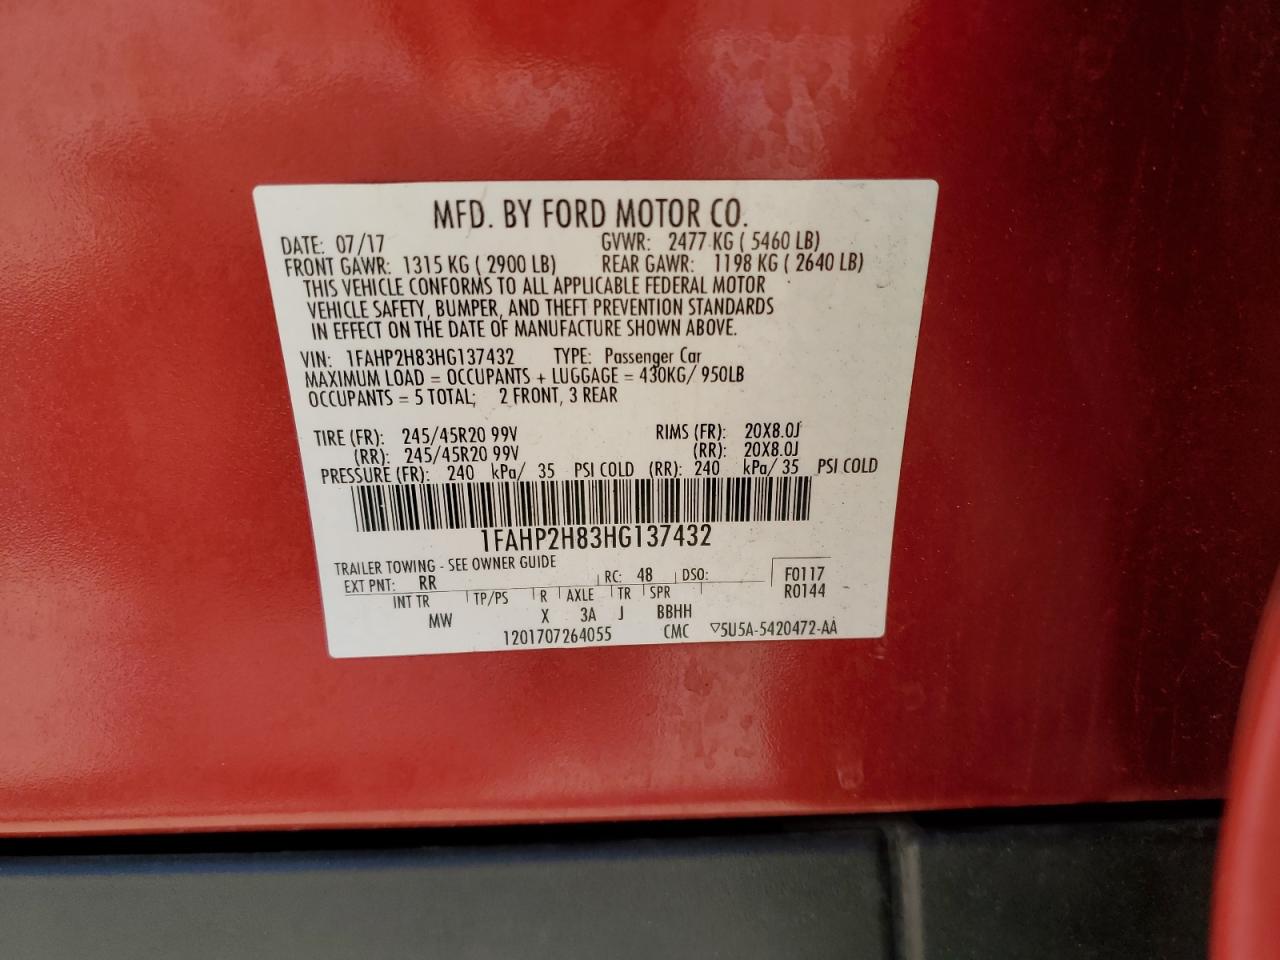 MFD. BY FORD MOTOR CO.
DATE: 07/17 GVWR: 2477 KG ( 5460 LB)
FRONT GAWR: 1315 KG ( 2900 LB) REAR GAWR: 1198 KG ( 2640 LB)
THIS VEHICLE CONFORMS TO ALL APPLICABLE FEDERAL MOTOR
VEHICLE SAFETY, BUMPER, AND THEFT PREVENTION STANDARDS
IN EFFECT ON THE DATE OF MANUFACTURE SHOWN ABOVE.
VIN: 1FAHP2H83HG137432 TYPE: Passenger Car
MAXIMUM LOAD = OCCUPANTS + LUGGAGE = 430KG/ 950LB
OCCUPANTS = 5 TOTAL; 2 FRONT, 3 REAR
TIRE (FR): 245/45R20 99V RIMS (FR): 20X8.0J
(RR): 245/45R20 99V (RR): 20X8.0J
PRESSURE (FR): 240 kPa/ 35 PSI COLD (RR): 240 kPa/ 35 PSI COLD
1FAHP2H83HG137432
TRAILER TOWING - SEE OWNER GUIDE
EXT PNT: RR RC: 48 DSO: F0117
R0144
INT TR TP/PS R AXLE TR SPR
MW X 3A J BBHH
1201707264055 CMC ▽5U5A-5420472-AA